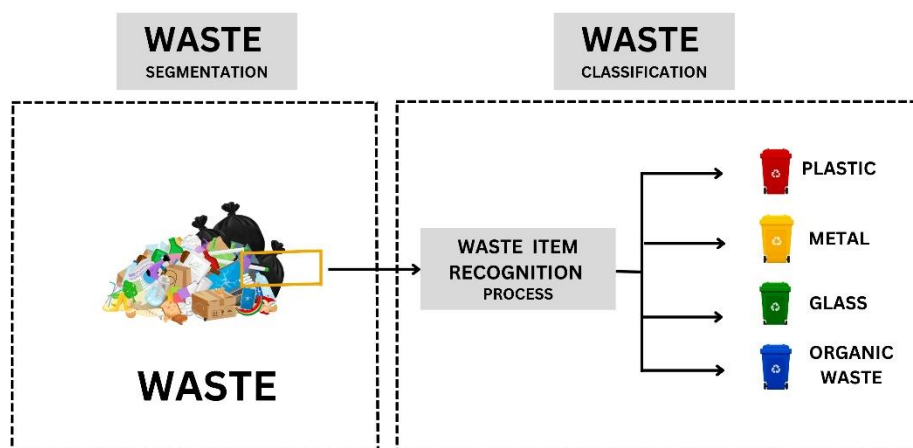 WASTE
SEGMENTATION
WASTE
CLASSIFICATION
WASTE
WASTE ITEM
RECOGNITION
PROCESS
PLASTIC
METAL
GLASS
ORGANIC
WASTE